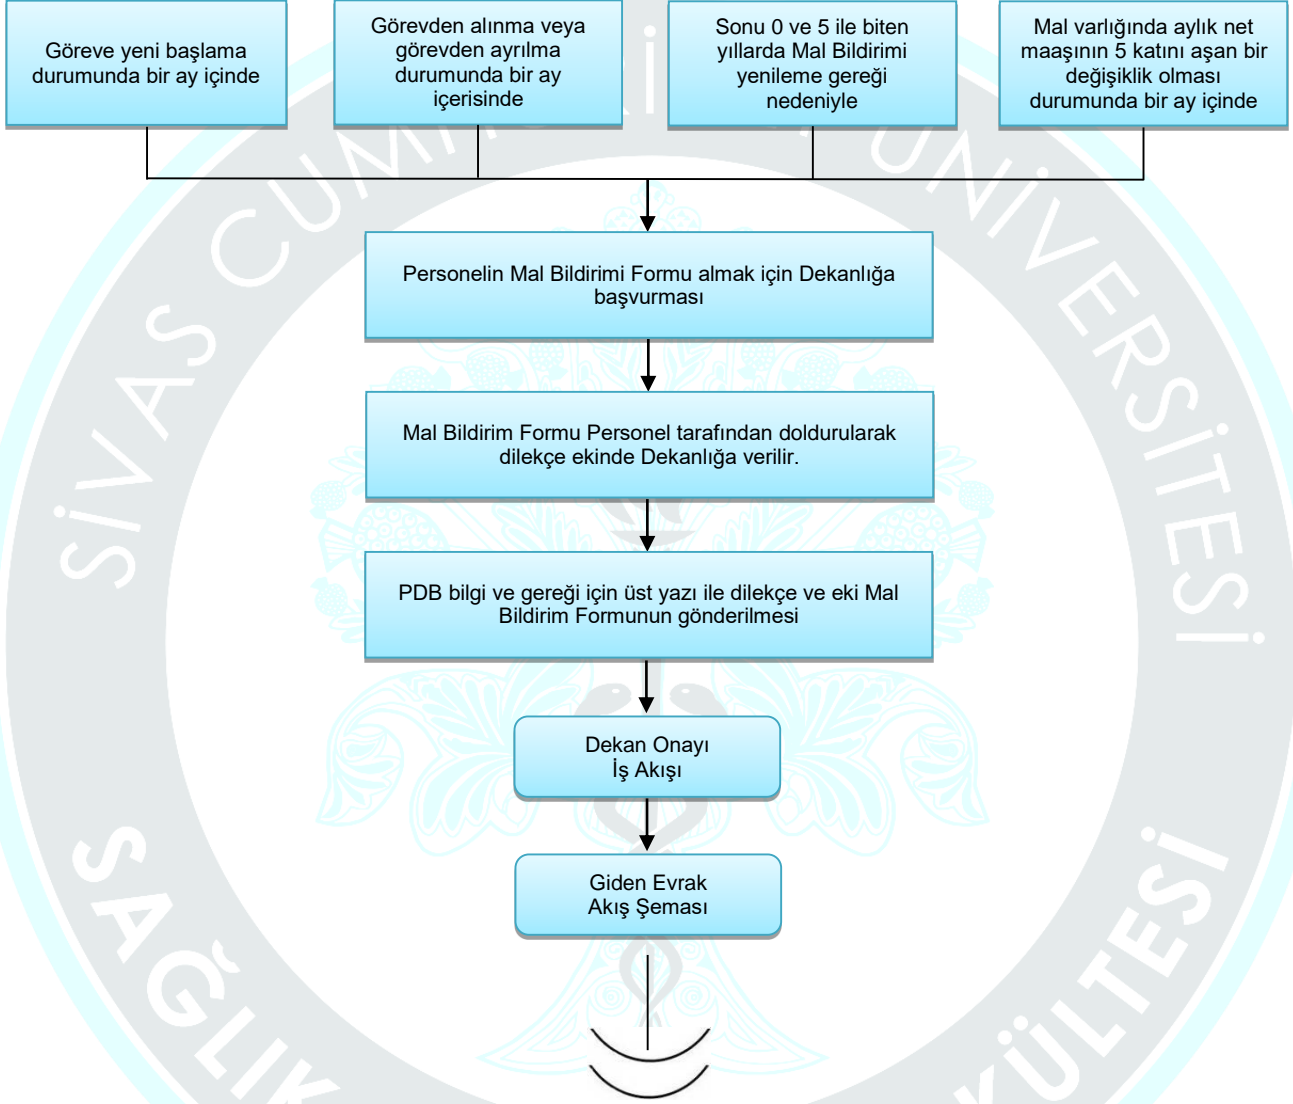 Göreve yeni başlama
durumunda bir ay içinde
Görevden alınma veya
görevden ayrılma
durumunda bir ay
içerisinde
Sonu 0 ve 5 ile biten
yıllarda Mal Bildirimi
yenileme gereği
nedeniyle
Mal varlığında aylık net
maaşının 5 katını aşan bir
değişiklik olması
durumunda bir ay içinde
Personelin Mal Bildirimi Formu almak için Dekanlığa
başvurması
Mal Bildirim Formu Personel tarafından doldurularak
dilekçe ekinde Dekanlığa verilir.
PDB bilgi ve gereği için üst yazı ile dilekçe ve eki Mal
Bildirim Formunun gönderilmesi
Dekan Onayı
İş Akışı
Giden Evrak
Akış Şeması
SİVAS CUMHURİYET ÜNİVERSİTESİ